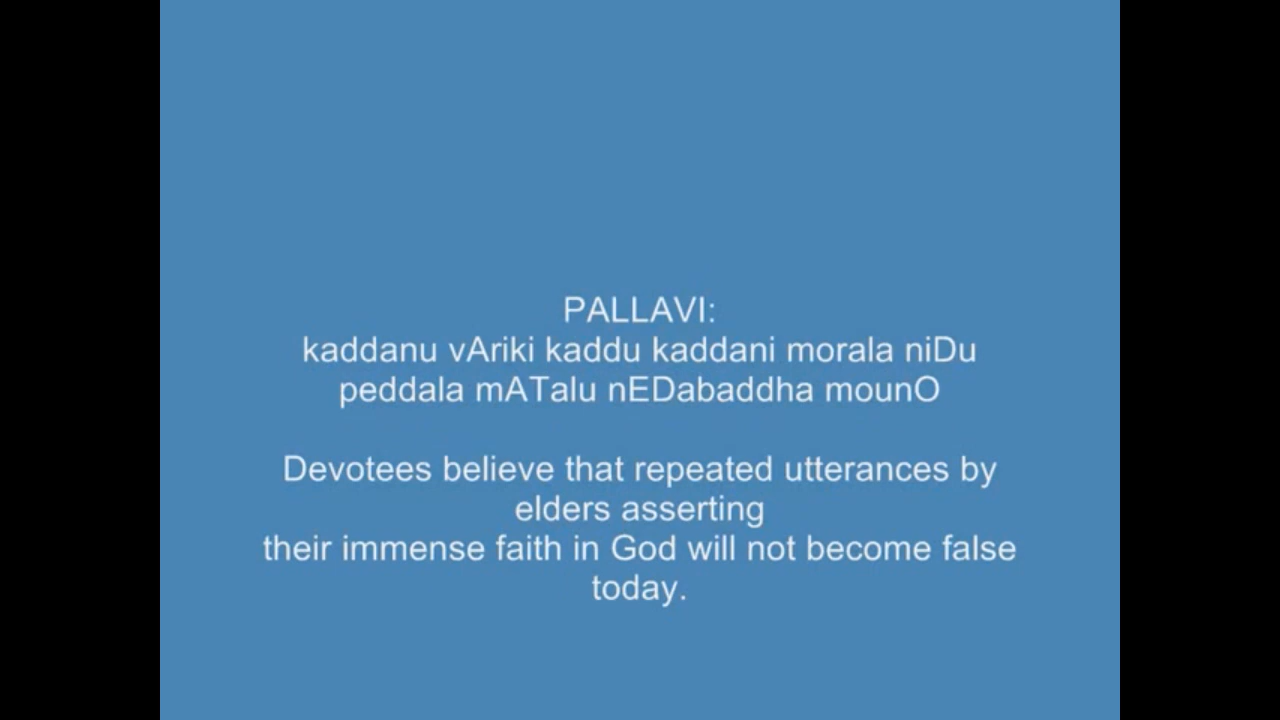 PALLAVI:
kaddanu vAriki kaddu kaddani morala niDu
peddala mATalu nEDabaddha mounO
Devotees believe that repeated utterances by
elders asserting
their immense faith in God will not become false
today.